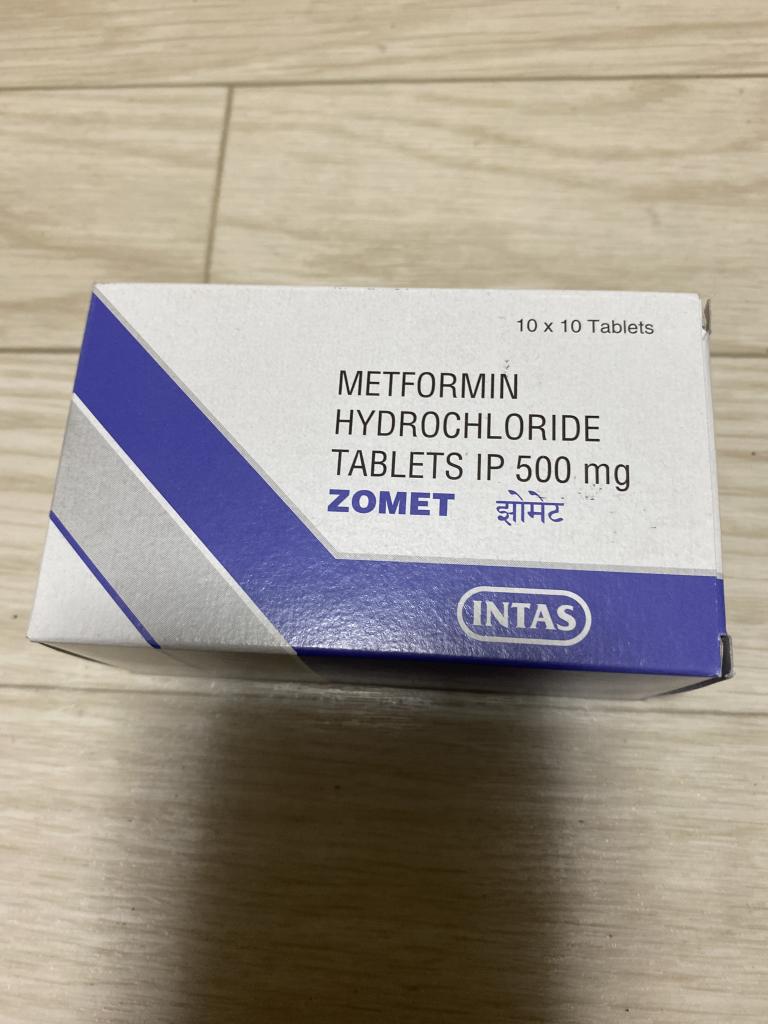 10 x 10 Tablets
METFORMIN
HYDROCHLORIDE
TABLETS IP 500 mg
ZOMET झोमेट
INTAS